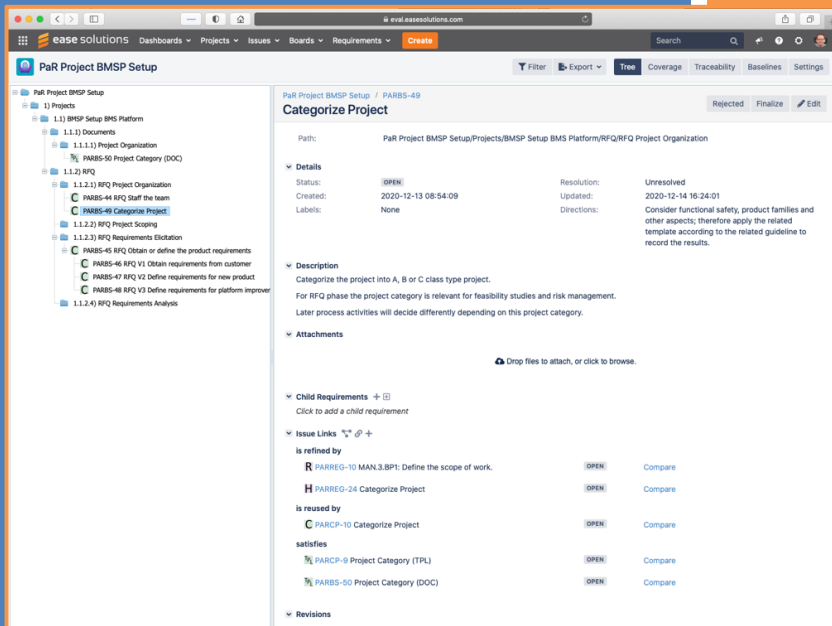 eval.easesolutions.com
ease solutions Dashboards Projects Issues Boards Requirements Create Search
PaR Project BMSP Setup Filter Export Tree Coverage Traceability Baselines Settings
PaR Project BMSP Setup
1) Projects
1.1) BMSP Setup BMS Platform
1.1.1) Documents
1.1.1.1) Project Organization
PARBS-50 Project Category (DOC)
1.1.2) RFQ
1.1.2.1) RFQ Project Organization
PARBS-44 RFQ Staff the team
PARBS-49 Categorize Project
1.1.2.2) RFQ Project Scoping
1.1.2.3) RFQ Requirements Elicitation
PARBS-45 RFQ Obtain or define the product requirements
PARBS-46 RFQ V1 Obtain requirements from customer
PARBS-47 RFQ V2 Define requirements for new product
PARBS-48 RFQ V3 Define requirements for platform improver
1.1.2.4) RFQ Requirements Analysis
PaR Project BMSP Setup / PARBS-49
Categorize Project
Rejected Finalize Edit
Path: PaR Project BMSP Setup/Projects/BMSP Setup BMS Platform/RFQ/RFQ Project Organization
Details
Status: OPEN Resolution: Unresolved
Created: 2020-12-13 08:54:09 Updated: 2020-12-14 16:24:01
Labels: None Directions: Consider functional safety, product families and
other aspects; therefore apply the related
template according to the related guideline to
record the results.
Description
Categorize the project into A, B or C class type project.
For RFQ phase the project category is relevant for feasibility studies and risk management.
Later process activities will decide differently depending on this project category.
Attachments
Drop files to attach, or click to browse.
Child Requirements
Click to add a child requirement
Issue Links
is refined by
R PARREG-10 MAN.3.BP1: Define the scope of work. OPEN Compare
H PARREG-24 Categorize Project OPEN Compare
is reused by
C PARCP-10 Categorize Project OPEN Compare
satisfies
PARCP-9 Project Category (TPL) OPEN Compare
PARBS-50 Project Category (DOC) OPEN Compare
Revisions